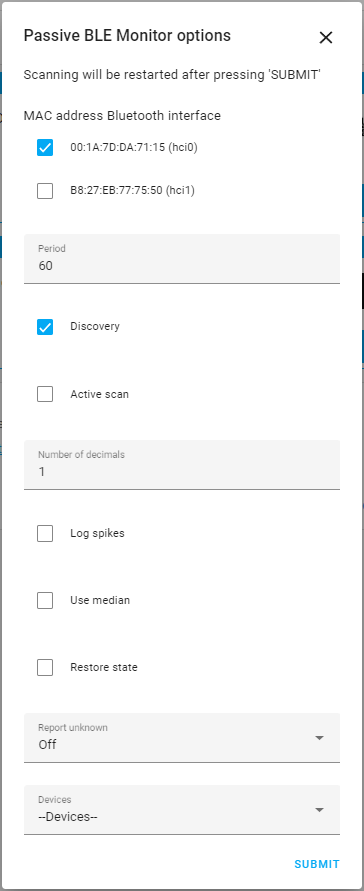 Passive BLE Monitor options
Scanning will be restarted after pressing 'SUBMIT'
MAC address Bluetooth interface
00:1A:7D:DA:71:15 (hci0)
B8:27:EB:77:75:50 (hci1)
Period
60
Discovery
Active scan
Number of decimals
1
Log spikes
Use median
Restore state
Report unknown
Off
Devices
--Devices--
SUBMIT